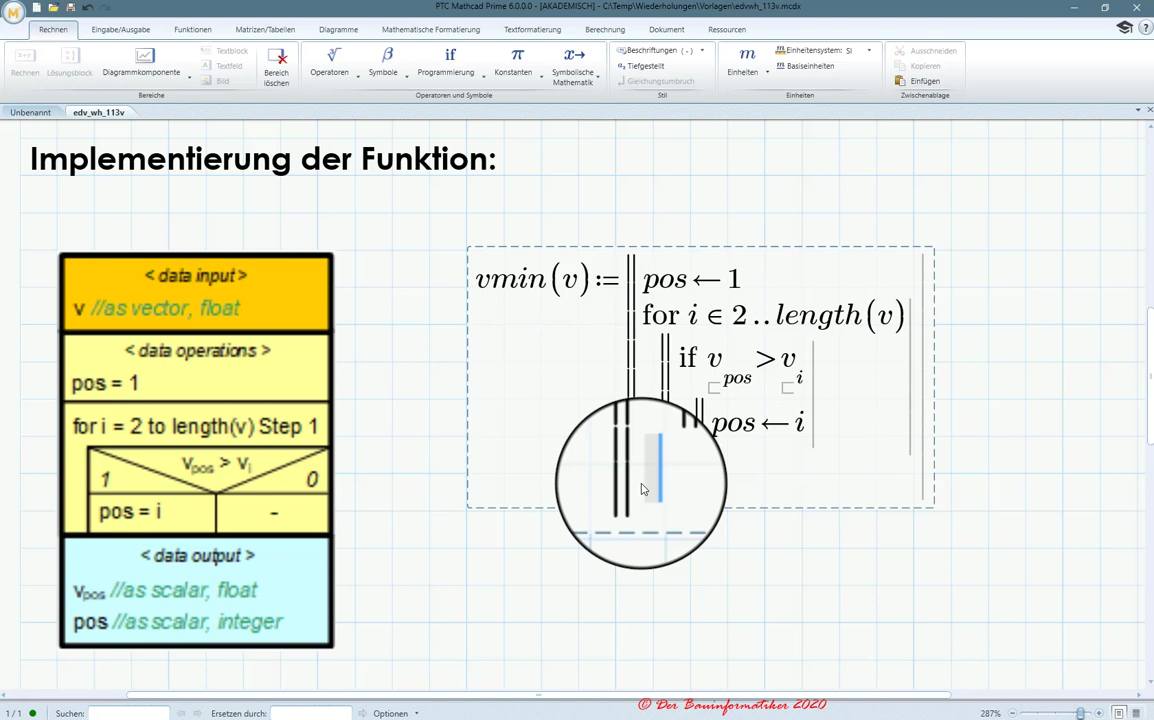 PTC Mathcad Prime 6.0.0.0 - [AKADEMISCH] - C:\Temp\Wiederholungen\Vorlagen\edvwh_113v.mcdx
Rechnen Eingabe/Ausgabe Funktionen Matrizen/Tabellen Diagramme Mathematische Formatierung Textformatierung Berechnung Dokument Ressourcen
Rechnen Lösungsblock Diagrammkomponente Textblock Textfeld Bild Bereich löschen
Operatoren Symbole Programmierung Konstanten Symbolische Mathematik
Beschriftungen ( - ) Tiefgestellt Gleichungsumbruch
Einheiten Einheitensystem: SI Basiseinheiten
Ausschneiden Kopieren Einfügen
Bereiche Operatoren und Symbole Stil Einheiten Zwischenablage
Unbenannt edv_wh_113v
Implementierung der Funktion:
< data input >
v //as vector, float
< data operations >
pos = 1
for i = 2 to length(v) Step 1
vpos > vi
1 0
pos = i -
< data output >
vpos //as scalar, float
pos //as scalar, integer
vmin(v):= pos ← 1
for i ∈ 2 .. length(v)
if v pos > v i
pos ← i
© Der Bauinformatiker 2020
1 / 1 Suchen: Ersetzen durch: Optionen 287%